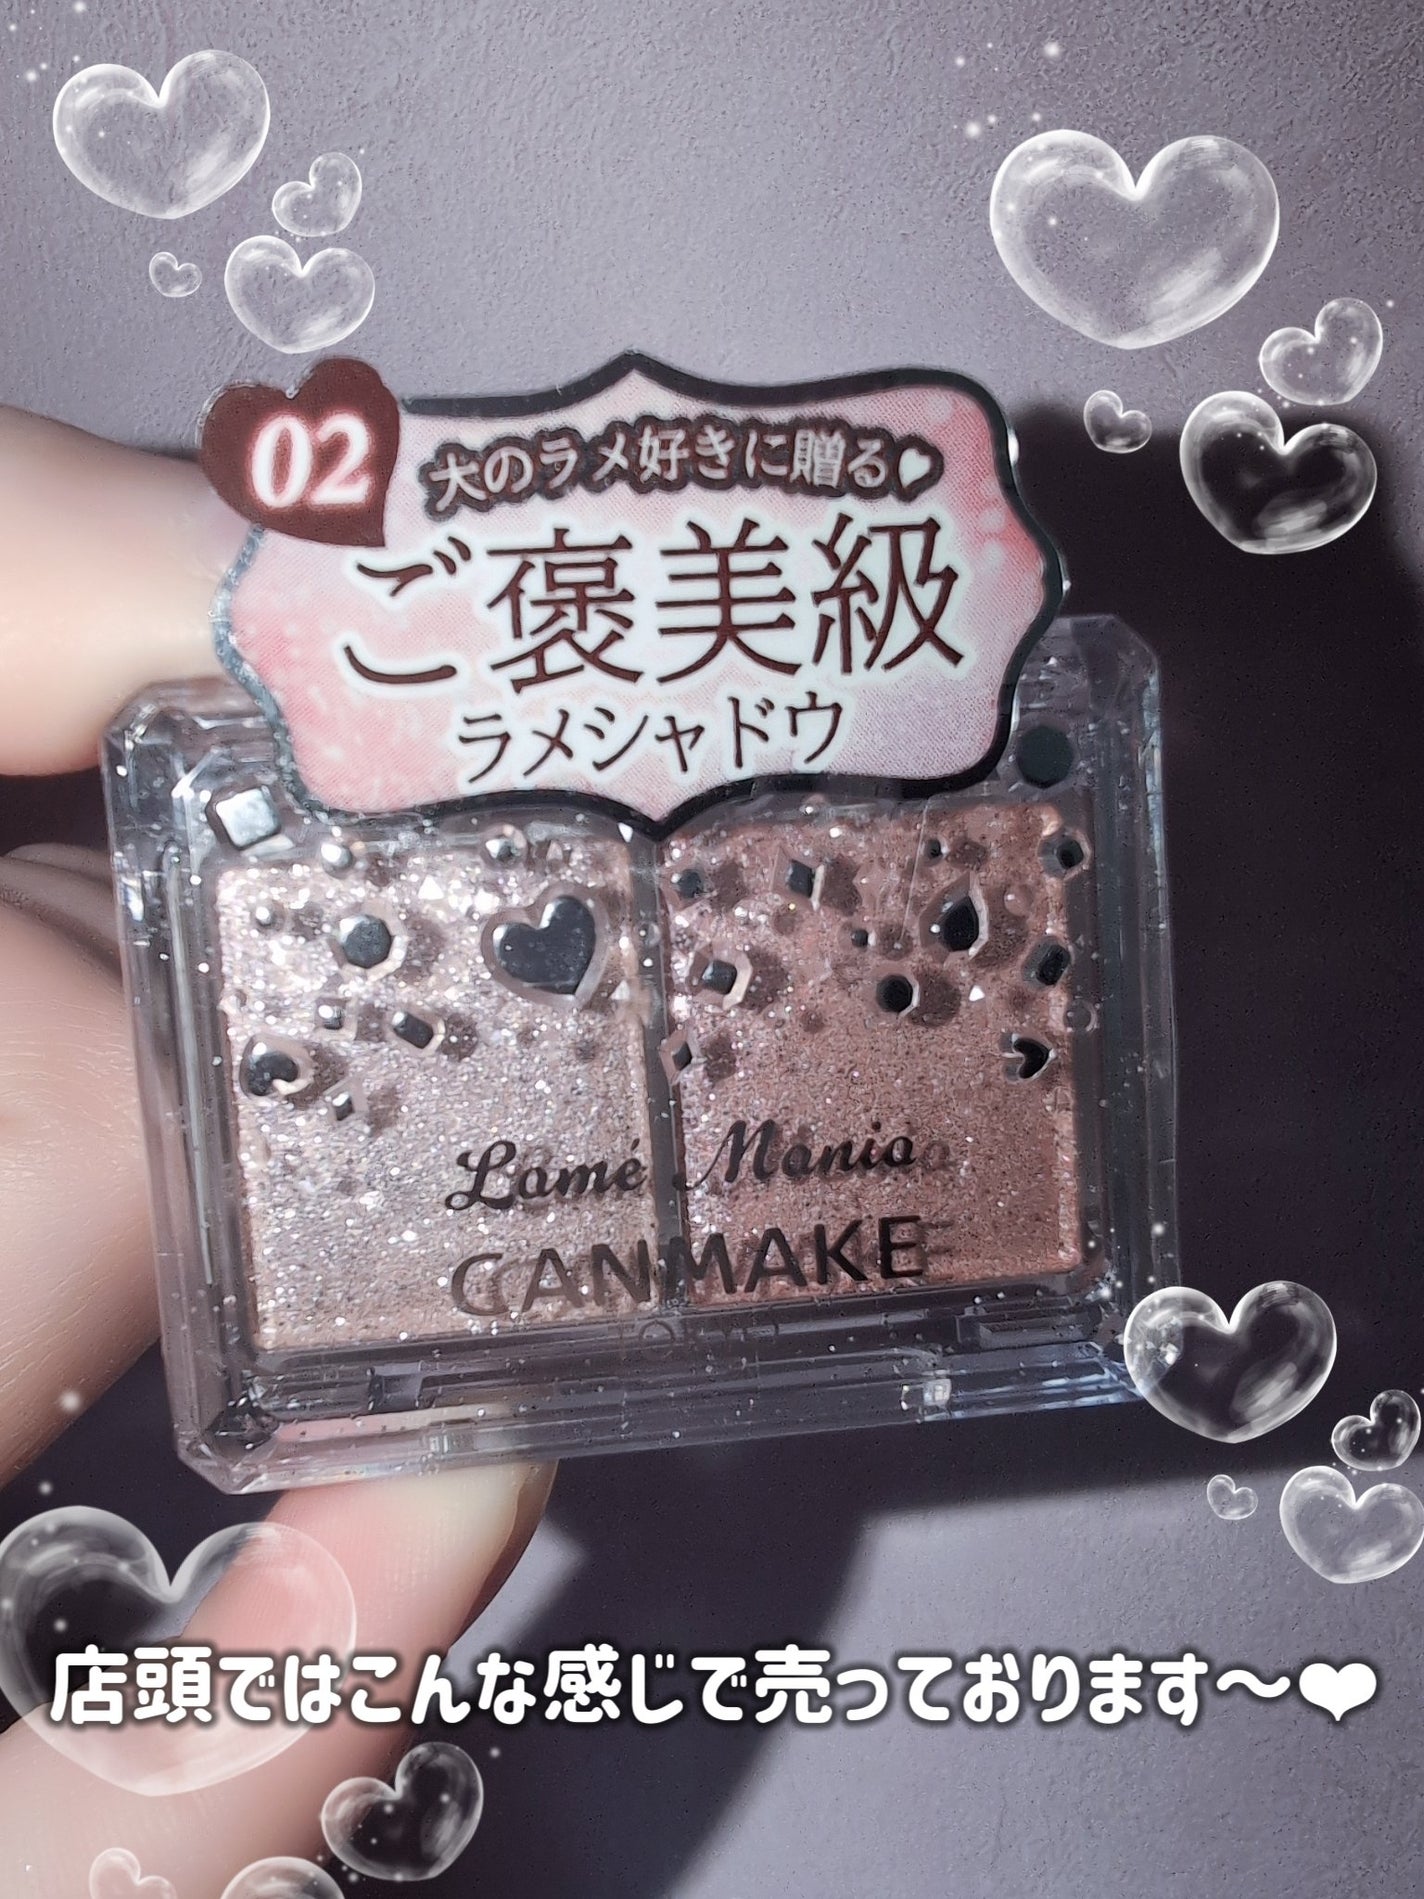 02
大のラメ好きに贈る♥
ご褒美級
ラメシャドウ
Lamé Mania
CANMAKE
TOKYO
店頭ではこんな感じで売っております〜❤